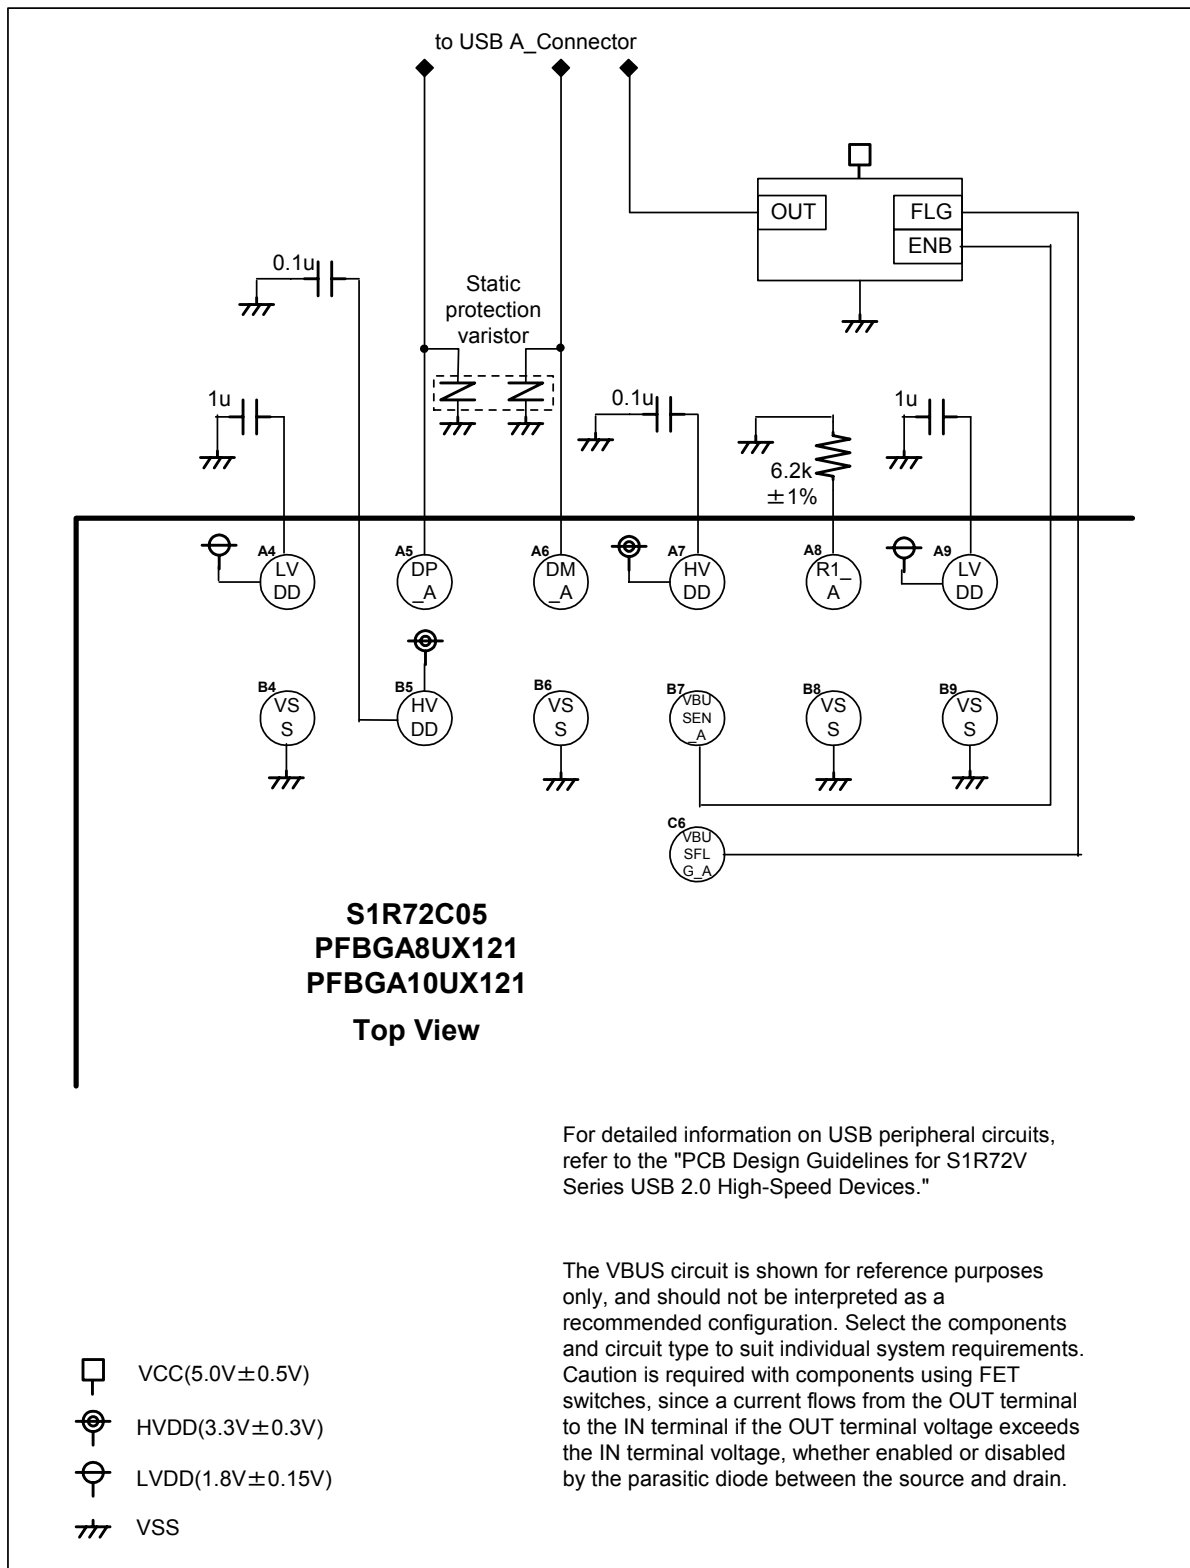 to USB A_Connector
OUT
FLG
ENB
0.1u
Static
protection
varistor
1u
0.1u
1u
6.2k
±1%
A4
LV
DD
A5
DP
_A
A6
DM
_A
A7
HV
DD
A8
R1_
A
A9
LV
DD
B4
VS
S
B5
HV
DD
B6
VS
S
B7
VBU
SEN
_A
B8
VS
S
B9
VS
S
C6
VBU
SFL
G_A
S1R72C05
PFBGA8UX121
PFBGA10UX121
Top View
For detailed information on USB peripheral circuits,
refer to the "PCB Design Guidelines for S1R72V
Series USB 2.0 High-Speed Devices."
The VBUS circuit is shown for reference purposes
only, and should not be interpreted as a
recommended configuration. Select the components
and circuit type to suit individual system requirements.
Caution is required with components using FET
switches, since a current flows from the OUT terminal
to the IN terminal if the OUT terminal voltage exceeds
the IN terminal voltage, whether enabled or disabled
by the parasitic diode between the source and drain.
VCC(5.0V±0.5V)
HVDD(3.3V±0.3V)
LVDD(1.8V±0.15V)
VSS